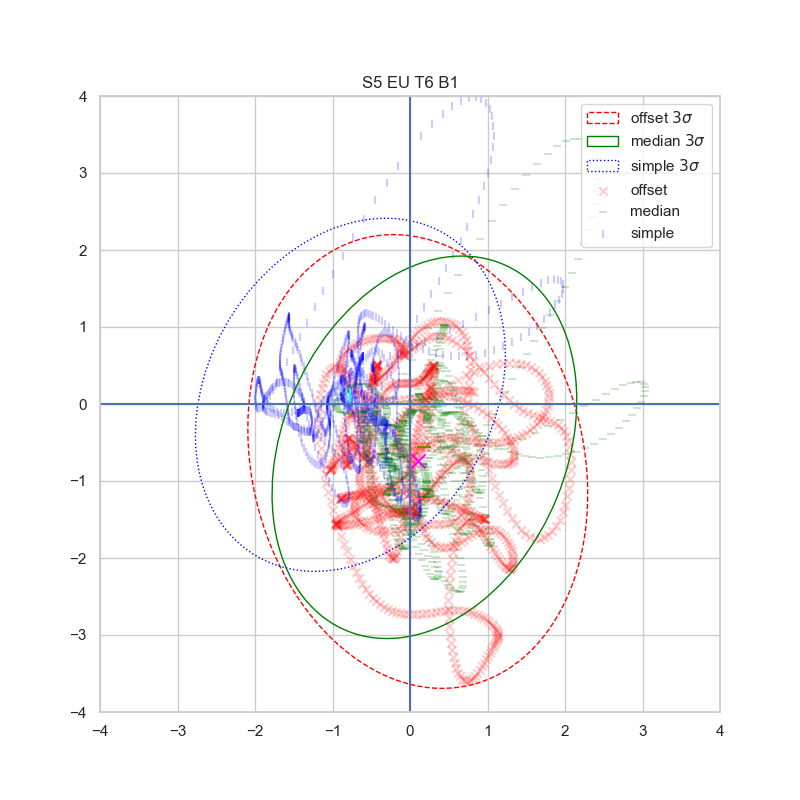 S5 EU T6 B1
offset 3σ
median 3σ
simple 3σ
offset
median
simple
4
3
2
1
0
−1
−2
−3
−4
−4 −3 −2 −1 0 1 2 3 4